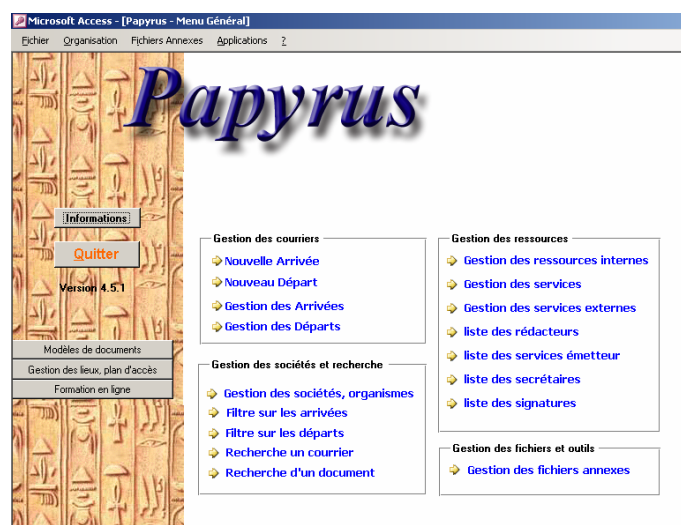 Microsoft Access - [Papyrus - Menu Général]
Fichier Organisation Fichiers Annexes Applications ?
Papyrus
Informations
Quitter
Version 4.5.1
Modèles de documents
Gestion des lieux, plan d'accès
Formation en ligne
Gestion des courriers
Nouvelle Arrivée
Nouveau Départ
Gestion des Arrivées
Gestion des Départs
Gestion des sociétés et recherche
Gestion des sociétés, organismes
Filtre sur les arrivées
Filtre sur les départs
Recherche un courrier
Recherche d'un document
Gestion des ressources
Gestion des ressources internes
Gestion des services
Gestion des services externes
liste des rédacteurs
liste des services émetteur
liste des secrétaires
liste des signatures
Gestion des fichiers et outils
Gestion des fichiers annexes